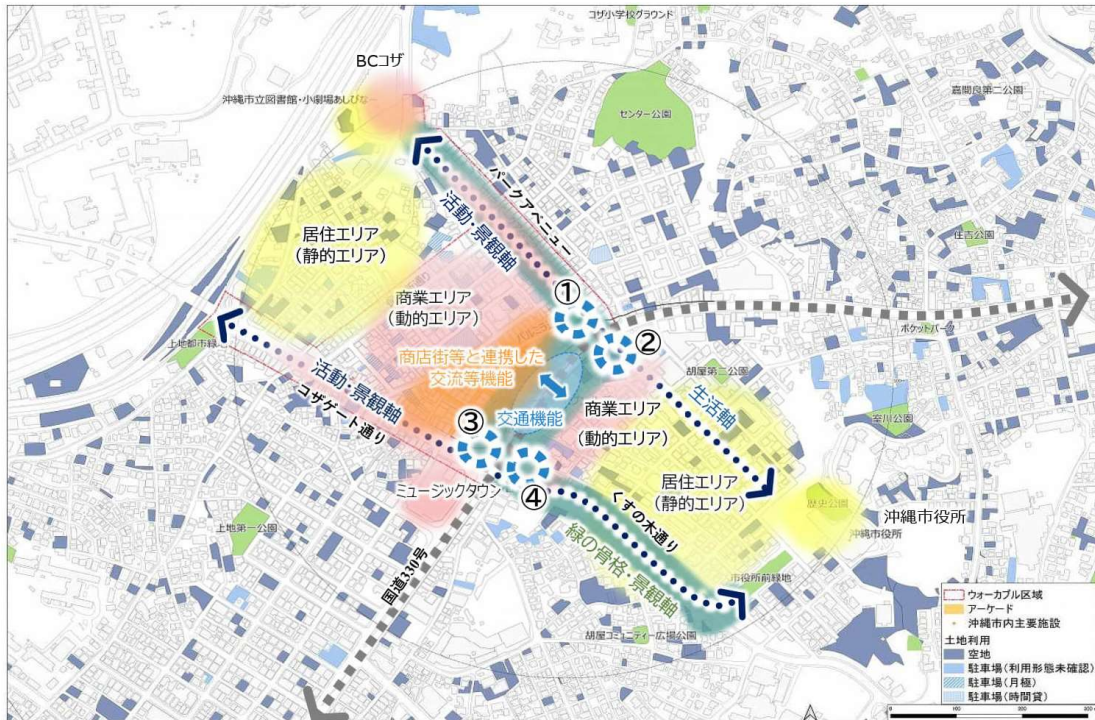 コザ小学校グラウンド
BCコザ
嘉間良第二公園
沖縄市立図書館・小劇場あしびなー
センター公園
パークアベニュー
活動・景観軸
居住エリア
(静的エリア)
住吉公園
①
商業エリア
(動的エリア)
②
ポケットパーク
上地都市緑
商店街等と連携した
交流等機能
胡屋第二公園
活動・景観軸
コザゲート通り
生活軸
交通機能
商業エリア
(動的エリア)
室川公園
③
居住エリア
(静的エリア)
ミュージックタウン
④
くすの木通り
歴史公園
沖縄市役所
沖縄市役所
上地第一公園
緑の骨格・景観軸
国道330号
市役所前緑地
胡屋コミュニティー広場公園
ウォーカブル区域
アーケード
沖縄市内主要施設
土地利用
空地
駐車場(利用形態未確認)
駐車場(月極)
駐車場(時間貸)
0 100 200 300